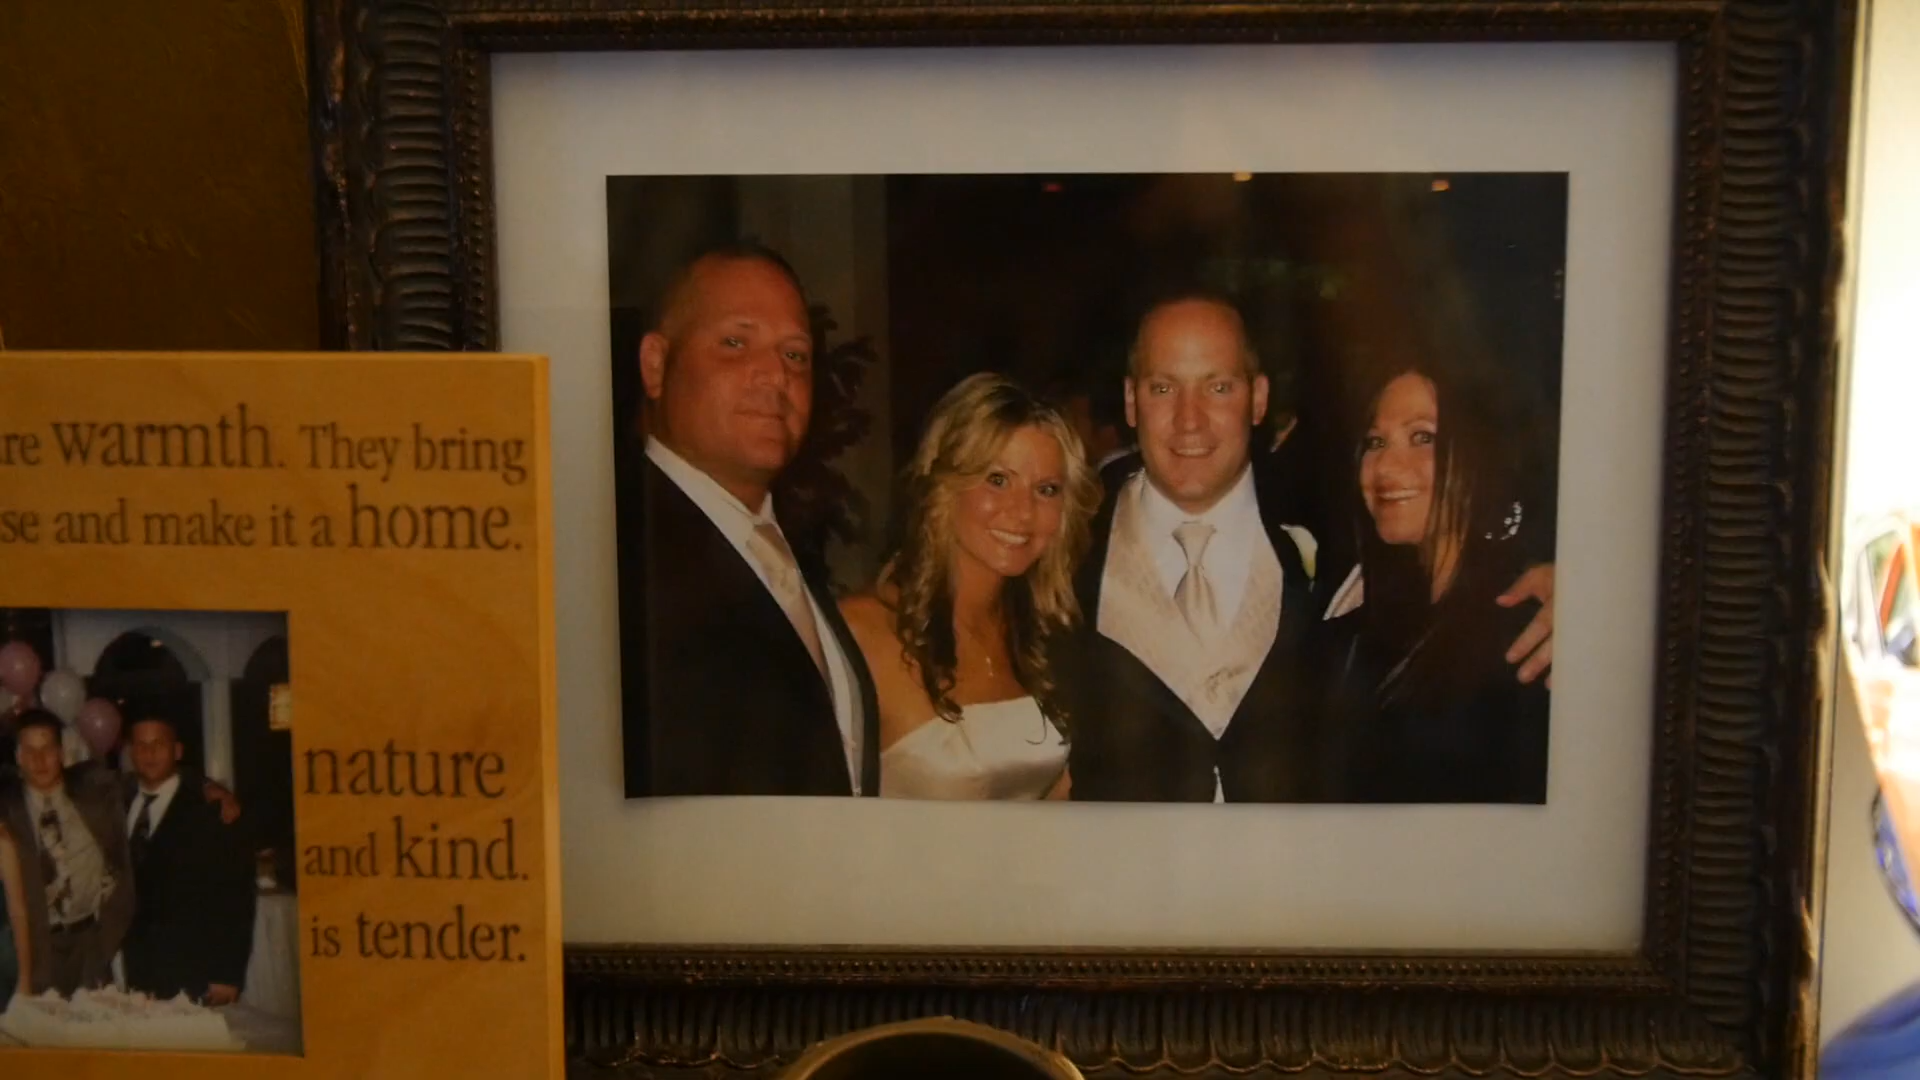 re warmth. They bring
se and make it a home.
nature
and kind.
is tender.